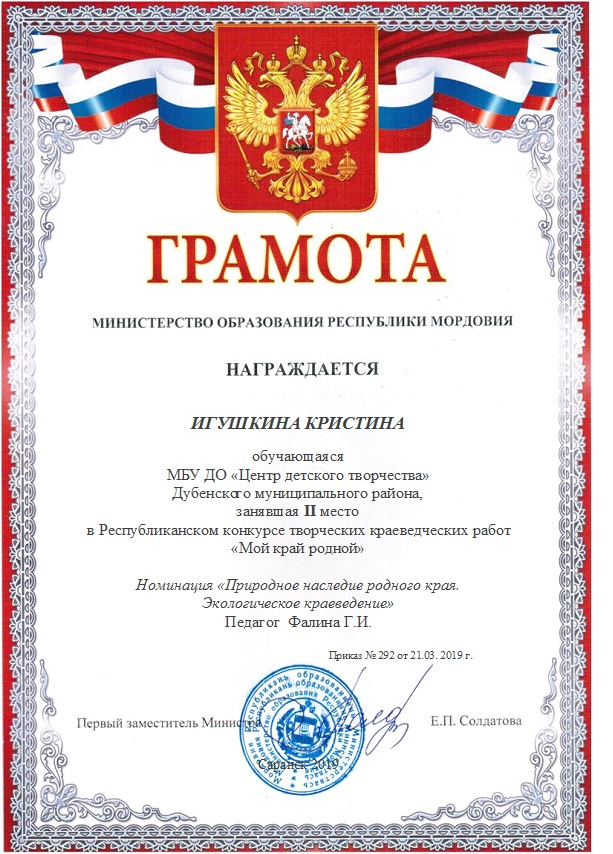 ГРАМОТА
МИНИСТЕРСТВО ОБРАЗОВАНИЯ РЕСПУБЛИКИ МОРДОВИЯ
НАГРАЖДАЕТСЯ
ИГУШКИНА КРИСТИНА
обучающаяся
МБУ ДО «Центр детского творчества»
Дубенского муниципального района,
занявшая II место
в Республиканском конкурсе творческих краеведческих работ
«Мой край родной»
Номинация «Природное наследие родного края.
Экологическое краеведение»
Педагог Фалина Г.И.
Приказ № 292 от 21.03. 2019 г.
Первый заместитель Министра
Е.П. Солдатова
Саранск 2019